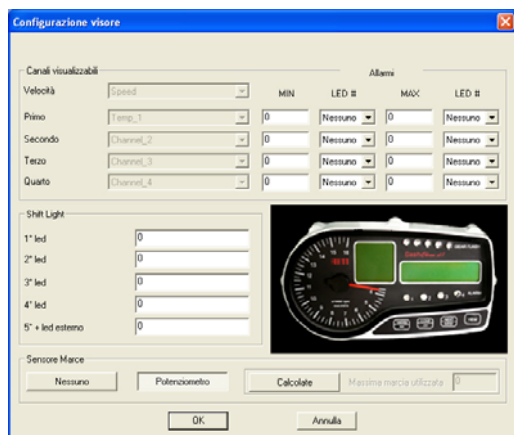 Configurazione visore
Canali visualizzabili
Allarmi
Velocità Speed MIN LED # MAX LED #
Primo Temp_1 0 Nessuno 0 Nessuno
Secondo Channel_2 0 Nessuno 0 Nessuno
Terzo Channel_3 0 Nessuno 0 Nessuno
Quarto Channel_4 0 Nessuno 0 Nessuno
Shift Light
1° led 0
2° led 0
3° led 0
4° led 0
5° + led esterno 0
Sensore Marce
Nessuno Potenziometro Calcolate Massima marcia utilizzata 0
OK Annulla